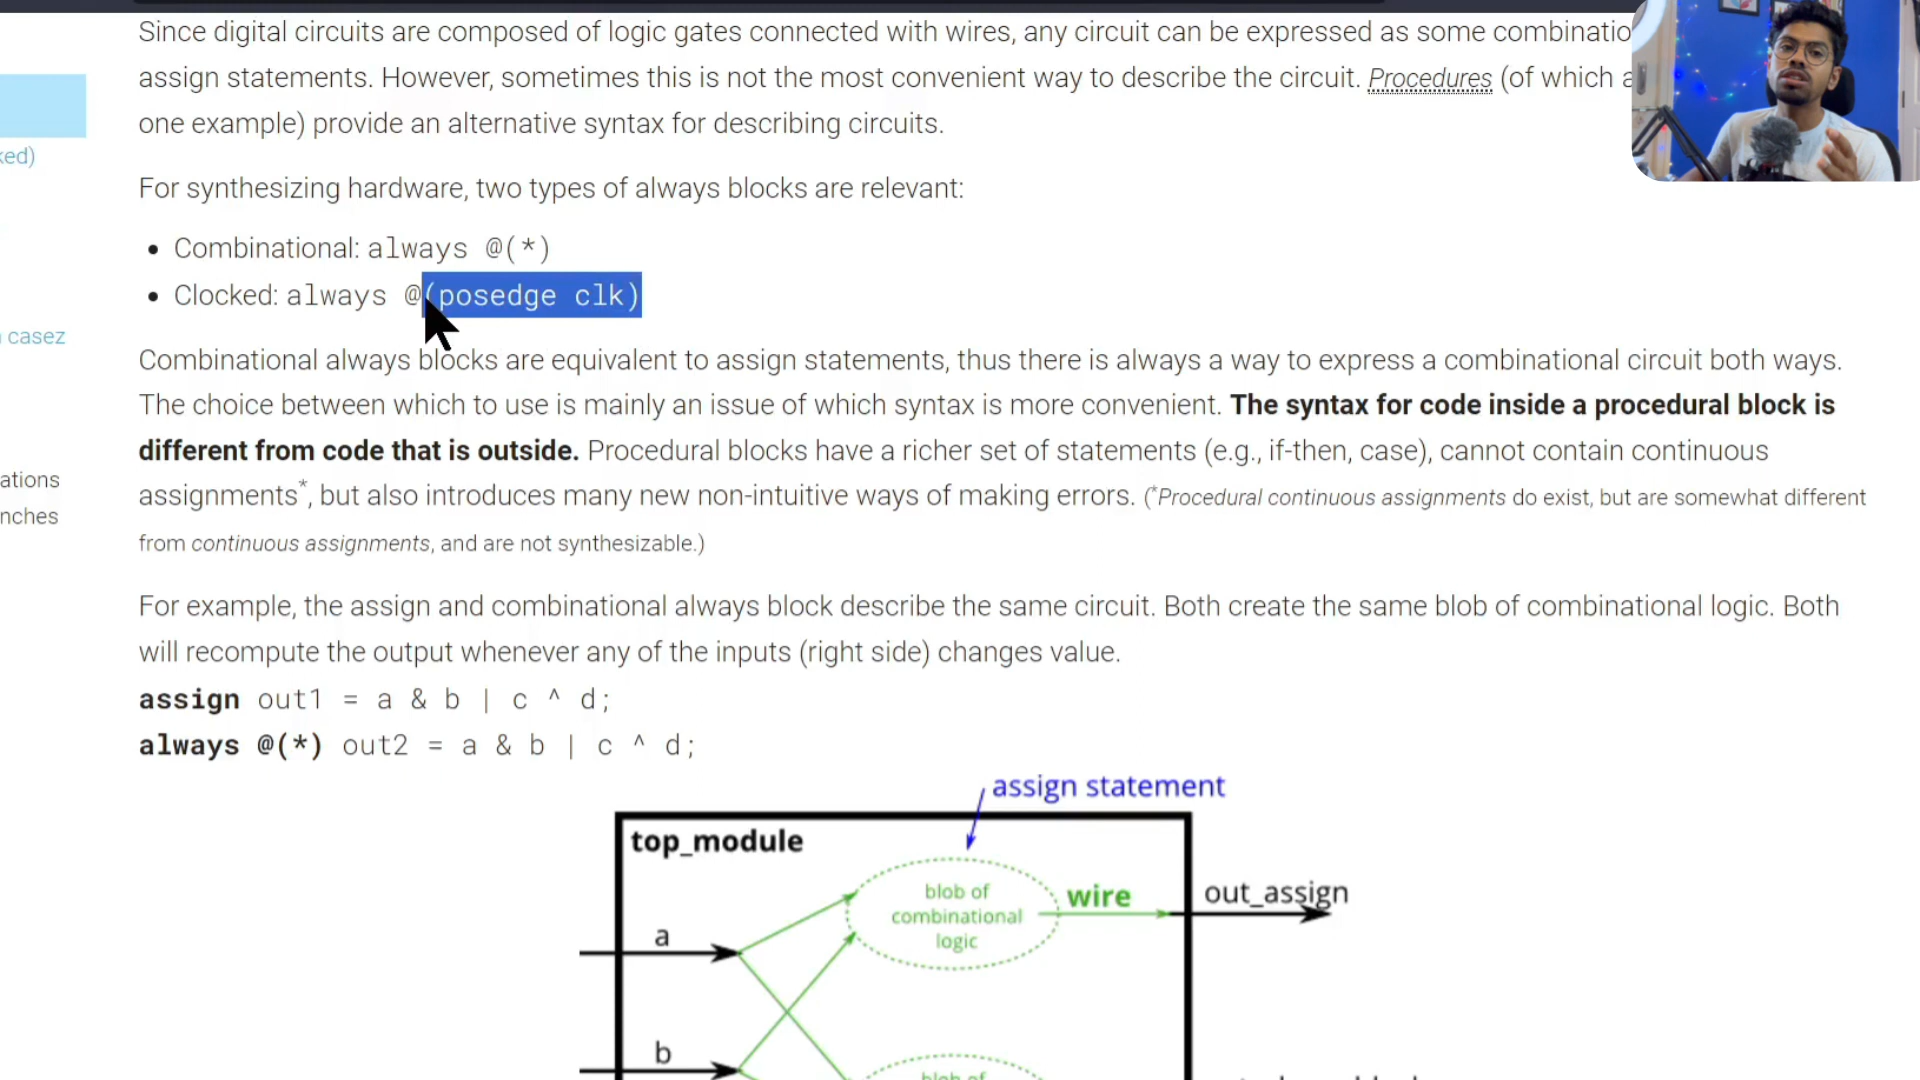 Since digital circuits are composed of logic gates connected with wires, any circuit can be expressed as some
assign statements. However, sometimes this is not the most convenient way to describe the circuit. Procedures (of which
one example) provide an alternative syntax for describing circuits.
ked)
For synthesizing hardware, two types of always blocks are relevant:
• Combinational: always @(*)
• Clocked: always @(posedge clk)
casez
Combinational always blocks are equivalent to assign statements, thus there is always a way to express a combinational circuit both ways.
The choice between which to use is mainly an issue of which syntax is more convenient. The syntax for code inside a procedural block is
different from code that is outside. Procedural blocks have a richer set of statements (e.g., if-then, case), cannot contain continuous
assignments*, but also introduces many new non-intuitive ways of making errors. (*Procedural continuous assignments do exist, but are somewhat different
from continuous assignments, and are not synthesizable.)
ations
nches
For example, the assign and combinational always block describe the same circuit. Both create the same blob of combinational logic. Both
will recompute the output whenever any of the inputs (right side) changes value.
assign out1 = a & b | c ^ d;
always @(*) out2 = a & b | c ^ d;
assign statement
top_module
blob of
combinational
logic
wire
out_assign
a
b